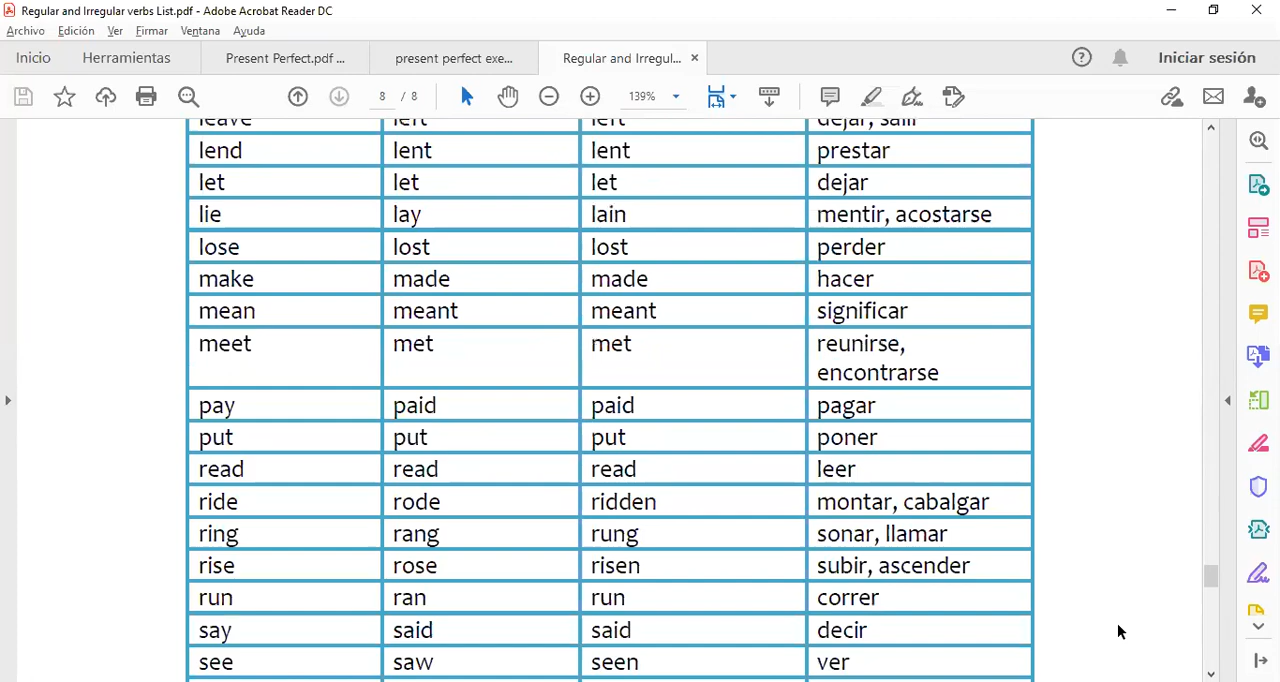 Regular and Irregular verbs List.pdf - Adobe Acrobat Reader DC
Archivo Edición Ver Firmar Ventana Ayuda
Inicio Herramientas Present Perfect.pdf ... present perfect exe... Regular and Irregul... × Iniciar sesión
8 / 8 139%
leave left left dejar, salir
lend lent lent prestar
let let let dejar
lie lay lain mentir, acostarse
lose lost lost perder
make made made hacer
mean meant meant significar
meet met met reunirse,
encontrarse
pay paid paid pagar
put put put poner
read read read leer
ride rode ridden montar, cabalgar
ring rang rung sonar, llamar
rise rose risen subir, ascender
run ran run correr
say said said decir
see saw seen ver